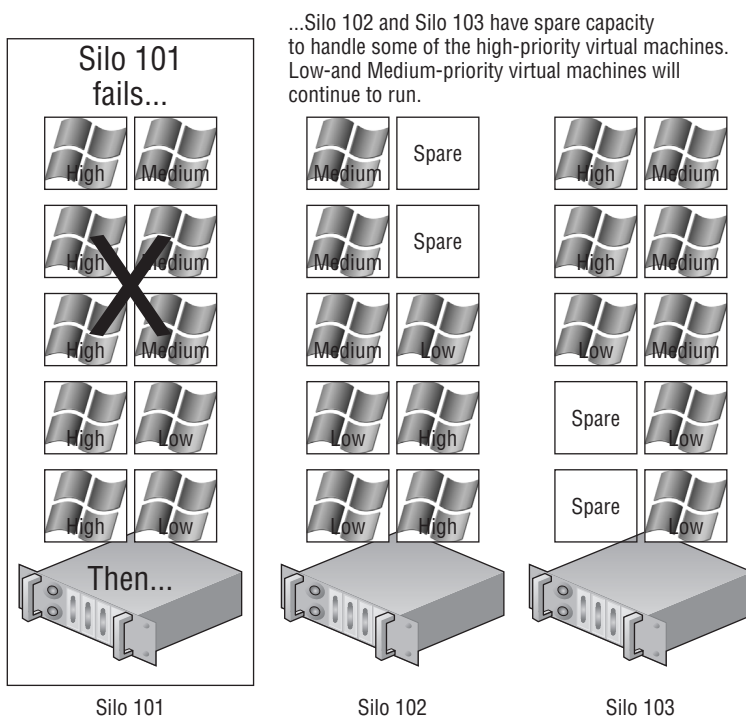 Silo 101
fails...
...Silo 102 and Silo 103 have spare capacity
to handle some of the high-priority virtual machines.
Low-and Medium-priority virtual machines will
continue to run.
High Medium
High Medium
High Medium
High Low
High Low
Then...
Silo 101
Medium Spare
Medium Spare
Medium Low
Low High
Low High
Silo 102
High Medium
High Medium
Low Medium
Spare Low
Spare Low
Silo 103